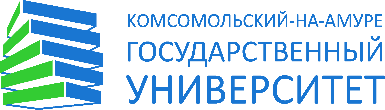 КОМСОМОЛЬСКИЙ-НА-АМУРЕ
ГОСУДАРСТВЕННЫЙ
УНИВЕРСИТЕТ